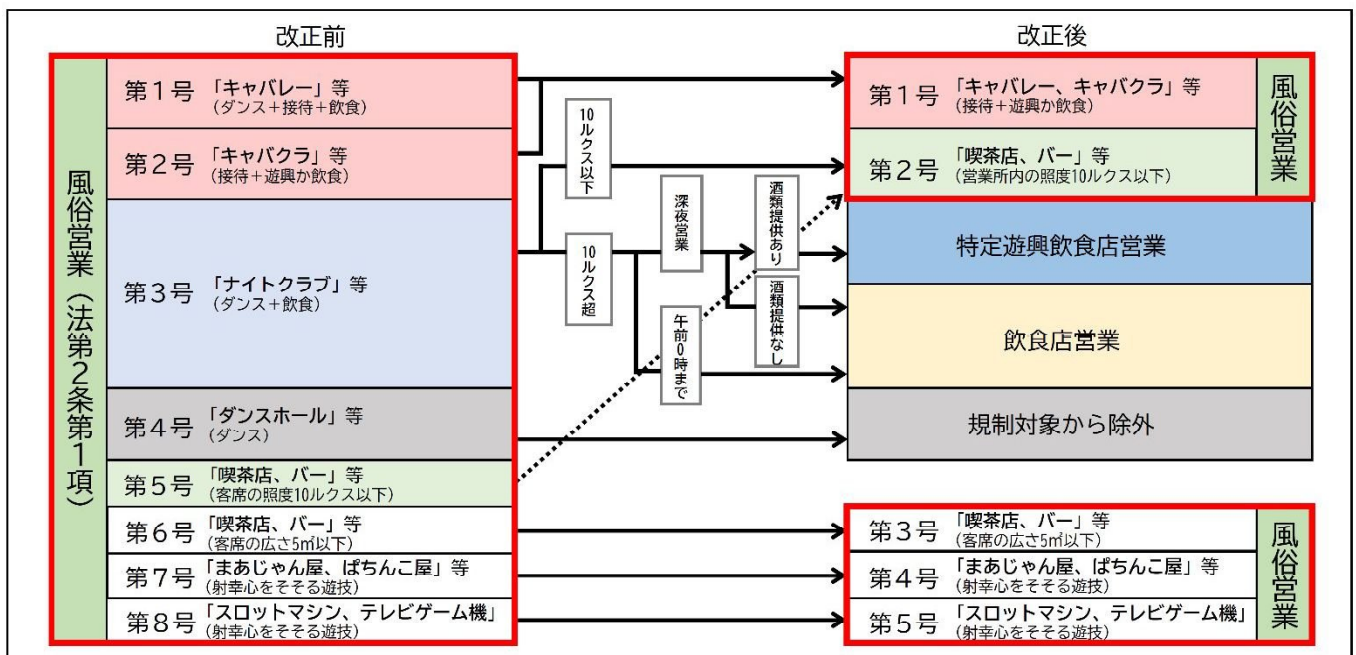 改正前
改正後
風俗営業（法第2条第1項）
第1号 「キャバレー」等
（ダンス＋接待＋飲食）
第2号 「キャバクラ」等
（接待＋遊興か飲食）
第3号 「ナイトクラブ」等
（ダンス＋飲食）
第4号 「ダンスホール」等
（ダンス）
第5号 「喫茶店、バー」等
（客席の照度10ルクス以下）
第6号 「喫茶店、バー」等
（客席の広さ5㎡以下）
第7号 「まあじゃん屋、ぱちんこ屋」等
（射幸心をそそる遊技）
第8号 「スロットマシン、テレビゲーム機」
（射幸心をそそる遊技）
10ルクス以下
10ルクス超
深夜営業
午前0時まで
酒類提供あり
酒類提供なし
第1号 「キャバレー、キャバクラ」等
（接待＋遊興か飲食）
第2号 「喫茶店、バー」等
（営業所内の照度10ルクス以下）
風俗営業
特定遊興飲食店営業
飲食店営業
規制対象から除外
第3号 「喫茶店、バー」等
（客席の広さ5㎡以下）
第4号 「まあじゃん屋、ぱちんこ屋」等
（射幸心をそそる遊技）
第5号 「スロットマシン、テレビゲーム機」
（射幸心をそそる遊技）
風俗営業